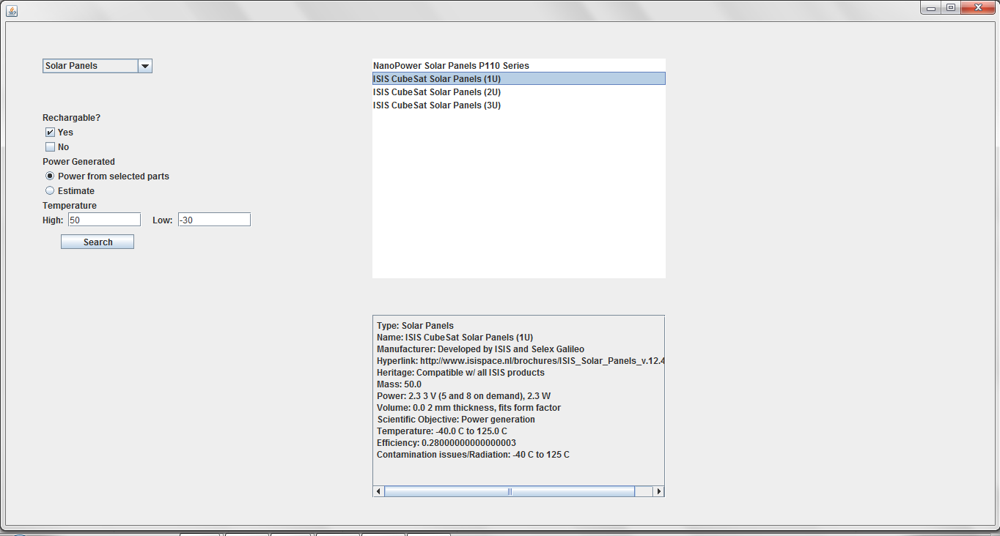 Solar Panels
Rechargable?
Yes
No
Power Generated
Power from selected parts
Estimate
Temperature
High: 50 Low: -30
Search
NanoPower Solar Panels P110 Series
ISIS CubeSat Solar Panels (1U)
ISIS CubeSat Solar Panels (2U)
ISIS CubeSat Solar Panels (3U)
Type: Solar Panels
Name: ISIS CubeSat Solar Panels (1U)
Manufacturer: Developed by ISIS and Selex Galileo
Hyperlink: http://www.isispace.nl/brochures/ISIS_Solar_Panels_v.12.4
Heritage: Compatible w/ all ISIS products
Mass: 50.0
Power: 2.3 3 V (5 and 8 on demand), 2.3 W
Volume: 0.0 2 mm thickness, fits form factor
Scientific Objective: Power generation
Temperature: -40.0 C to 125.0 C
Efficiency: 0.28000000000000003
Contamination issues/Radiation: -40 C to 125 C